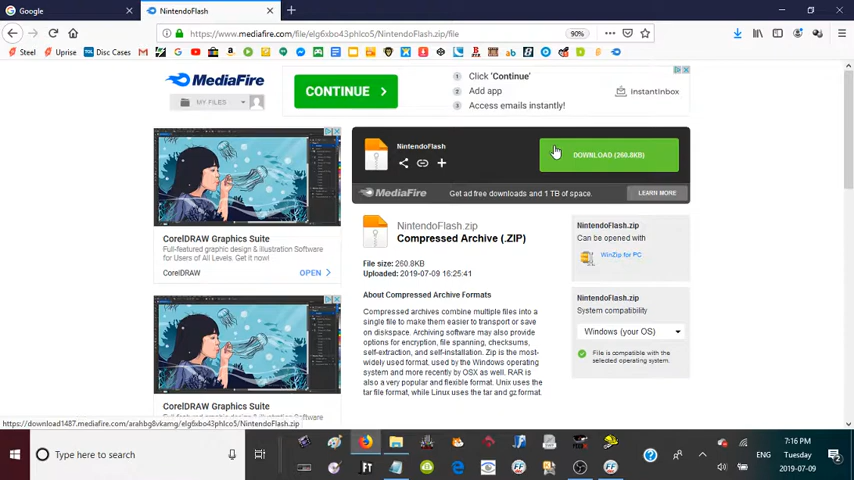 Google
NintendoFlash
https://www.mediafire.com/file/elg6xbo43phlco5/NintendoFlash.zip/file
90%
Steel
Uprise
Disc Cases
MediaFire
MY FILES
CONTINUE
1 Click 'Continue'
2 Add app
3 Access emails instantly!
InstantInbox
NintendoFlash
DOWNLOAD (260.8KB)
MediaFire
Get ad free downloads and 1 TB of space.
LEARN MORE
CorelDRAW Graphics Suite
Full-featured graphic design & illustration Software
for Users of All Levels. Get it now!
CorelDRAW
OPEN
NintendoFlash.zip
Compressed Archive (.ZIP)
File size: 260.8KB
Uploaded: 2019-07-09 16:25:41
About Compressed Archive Formats
Compressed archives combine multiple files into a
single file to make them easier to transport or save
on diskspace. Archiving software may also provide
options for encryption, file spanning, checksums,
self-extraction, and self-installation. Zip is the most-
widely used format, used by the Windows operating
system and more recently by OSX as well. RAR is
also a very popular and flexible format. Unix uses the
tar file format, while Linux uses the tar and gz format.
NintendoFlash.zip
Can be opened with
WinZip for PC
NintendoFlash.zip
System compatibility
Windows (your OS)
File is compatible with the
selected operating system.
CorelDRAW Graphics Suite
https://download1487.mediafire.com/arahbg8vkamg/elg6xbo43phlco5/NintendoFlash.zip
Type here to search
ENG
7:16 PM
Tuesday
2019-07-09